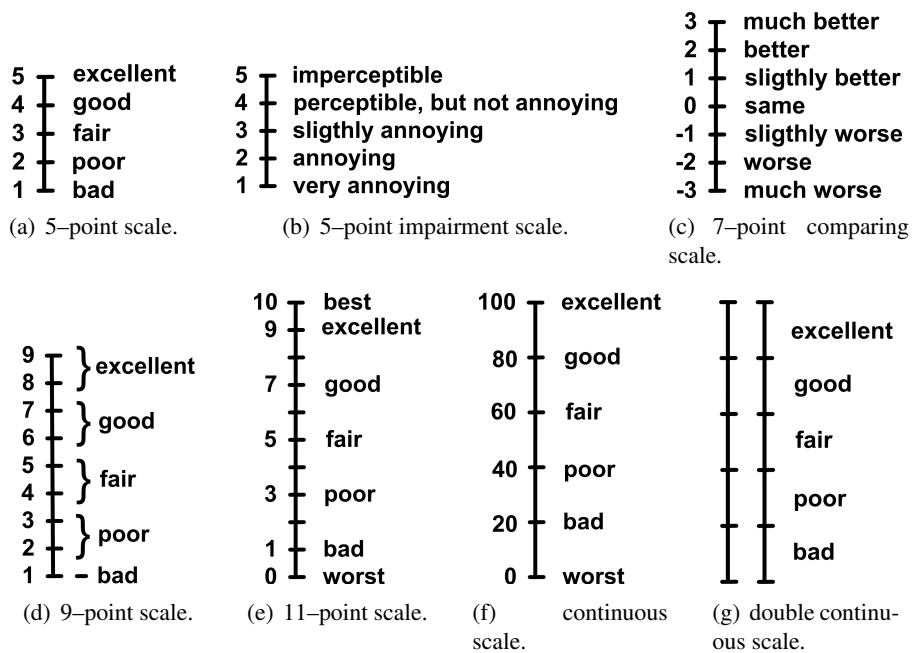 5 excellent
4 good
3 fair
2 poor
1 bad
(a) 5–point scale.
5 imperceptible
4 perceptible, but not annoying
3 sligthly annoying
2 annoying
1 very annoying
(b) 5–point impairment scale.
3 much better
2 better
1 sligthly better
0 same
-1 sligthly worse
-2 worse
-3 much worse
(c) 7–point comparing
scale.
9
8
} excellent
7
6
} good
5
4
} fair
3
2
} poor
1 – bad
(d) 9–point scale.
10 best
9 excellent
7 good
5 fair
3 poor
1 bad
0 worst
(e) 11–point scale.
100 excellent
80 good
60 fair
40 poor
20 bad
0 worst
(f) continuous
scale.
excellent
good
fair
poor
bad
(g) double continu-
ous scale.